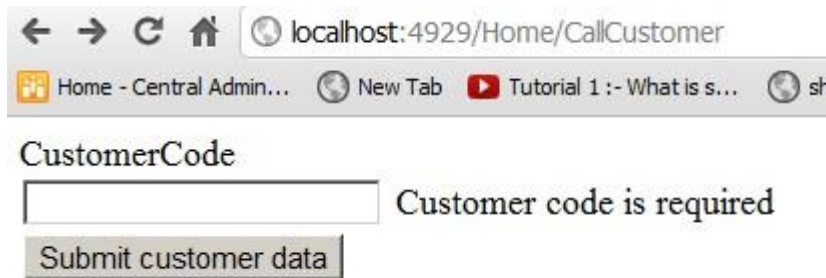 localhost:4929/Home/CallCustomer
Home - Central Admin... New Tab Tutorial 1 :- What is s... sh
CustomerCode
Customer code is required
Submit customer data